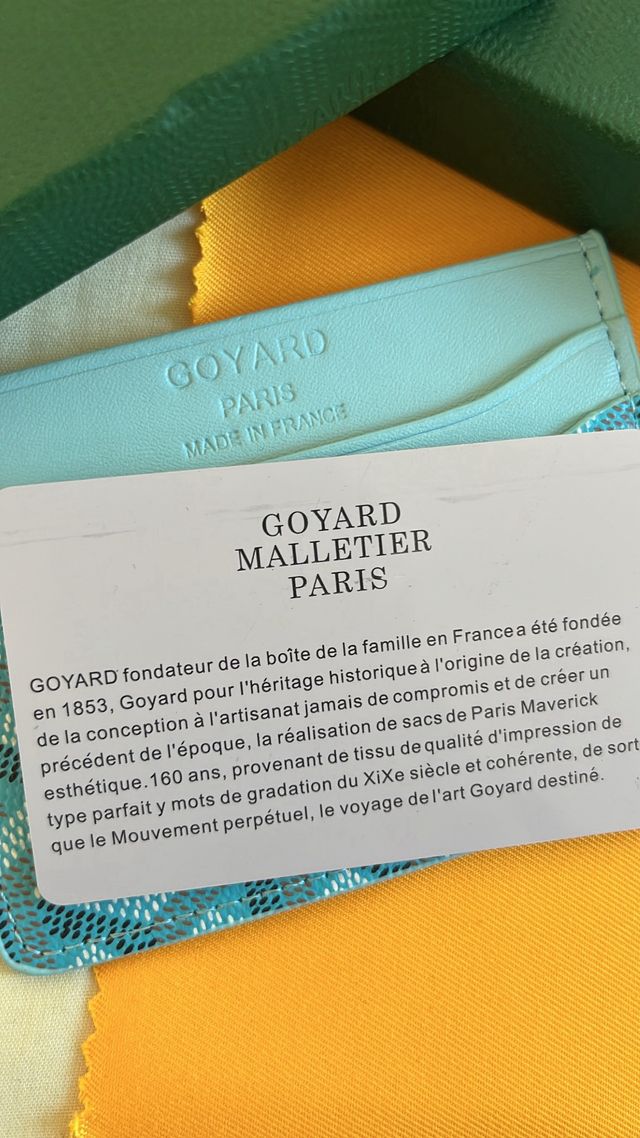 GOYARD
PARIS
MADE IN FRANCE
GOYARD
MALLETIER
PARIS
GOYARD fondateur de la boîte de la famille en France a été fondée
en 1853, Goyard pour l'héritage historique à l'origine de la création,
de la conception à l'artisanat jamais de compromis et de créer un
précédent de l'époque, la réalisation de sacs de Paris Maverick
esthétique.160 ans, provenant de tissu de qualité d'impression de
type parfait y mots de gradation du XiXe siècle et cohérente, de sort
que le Mouvement perpétuel, le voyage de l'art Goyard destiné.